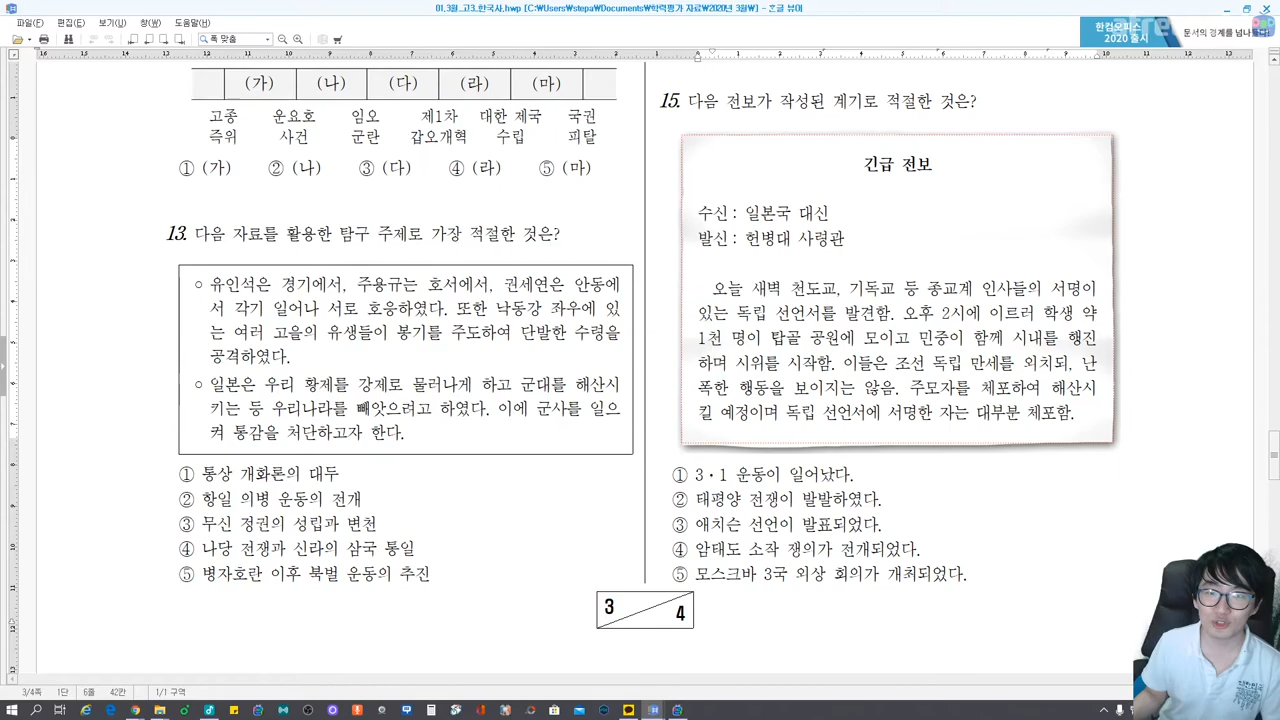 01.3월_고3_한국사.hwp [C:₩Users₩stepa₩Documents₩학력평가 자료₩2020년 3월₩] - 한글 뷰어
파일(F) 편집(E) 보기(V) 창(W) 도움말(H)
폭 맞춤
한컴오피스
2020 출시
문서의 경계를 넘나
(가) (나) (다) (라) (마)
고종 운요호 임오 제1차 대한 제국 국권
즉위 사건 군란 갑오개혁 수립 피탈
① (가) ② (나) ③ (다) ④ (라) ⑤ (마)
13. 다음 자료를 활용한 탐구 주제로 가장 적절한 것은?
○ 유인석은 경기에서, 주용규는 호서에서, 권세연은 안동에
서 각기 일어나 서로 호응하였다. 또한 낙동강 좌우에 있
는 여러 고을의 유생들이 봉기를 주도하여 단발한 수령을
공격하였다.
○ 일본은 우리 황제를 강제로 물러나게 하고 군대를 해산시
키는 등 우리나라를 빼앗으려고 하였다. 이에 군사를 일으
켜 통감을 처단하고자 한다.
① 통상 개화론의 대두
② 항일 의병 운동의 전개
③ 무신 정권의 성립과 변천
④ 나당 전쟁과 신라의 삼국 통일
⑤ 병자호란 이후 북벌 운동의 추진
15. 다음 전보가 작성된 계기로 적절한 것은?
긴급 전보
수신 : 일본국 대신
발신 : 헌병대 사령관
오늘 새벽 천도교, 기독교 등 종교계 인사들의 서명이
있는 독립 선언서를 발견함. 오후 2시에 이르러 학생 약
1천 명이 탑골 공원에 모이고 민중이 함께 시내를 행진
하며 시위를 시작함. 이들은 조선 독립 만세를 외치되, 난
폭한 행동을 보이지는 않음. 주모자를 체포하여 해산시
킬 예정이며 독립 선언서에 서명한 자는 대부분 체포함.
① 3·1 운동이 일어났다.
② 태평양 전쟁이 발발하였다.
③ 애치슨 선언이 발표되었다.
④ 암태도 소작 쟁의가 전개되었다.
⑤ 모스크바 3국 외상 회의가 개최되었다.
3 4
3/4쪽 1단 6줄 42칸 1/1 구역